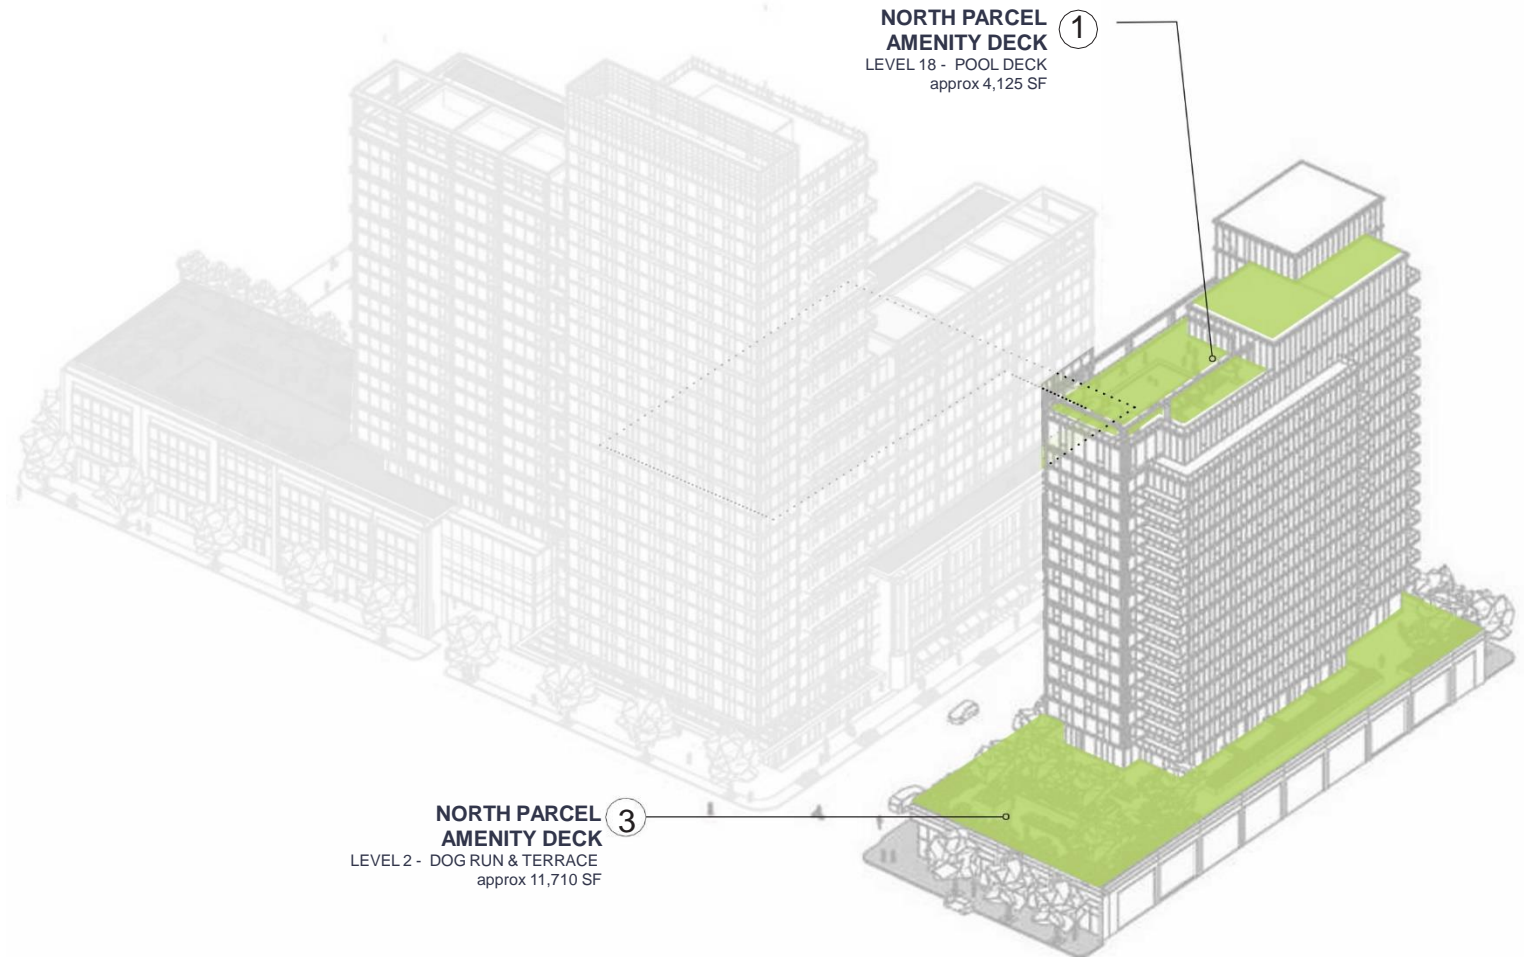 NORTH PARCEL
AMENITY DECK
1
LEVEL 18 - POOL DECK
approx 4,125 SF
NORTH PARCEL
AMENITY DECK
3
LEVEL 2 - DOG RUN & TERRACE
approx 11,710 SF